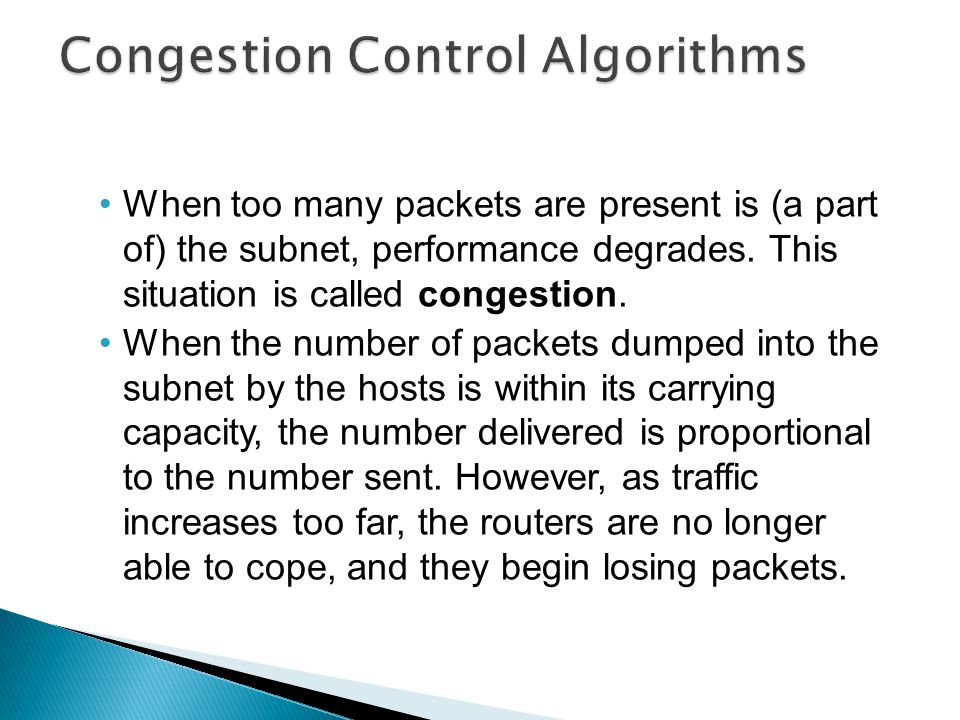 Congestion Control Algorithms
• When too many packets are present is (a part
of) the subnet, performance degrades. This
situation is called congestion.
• When the number of packets dumped into the
subnet by the hosts is within its carrying
capacity, the number delivered is proportional
to the number sent. However, as traffic
increases too far, the routers are no longer
able to cope, and they begin losing packets.